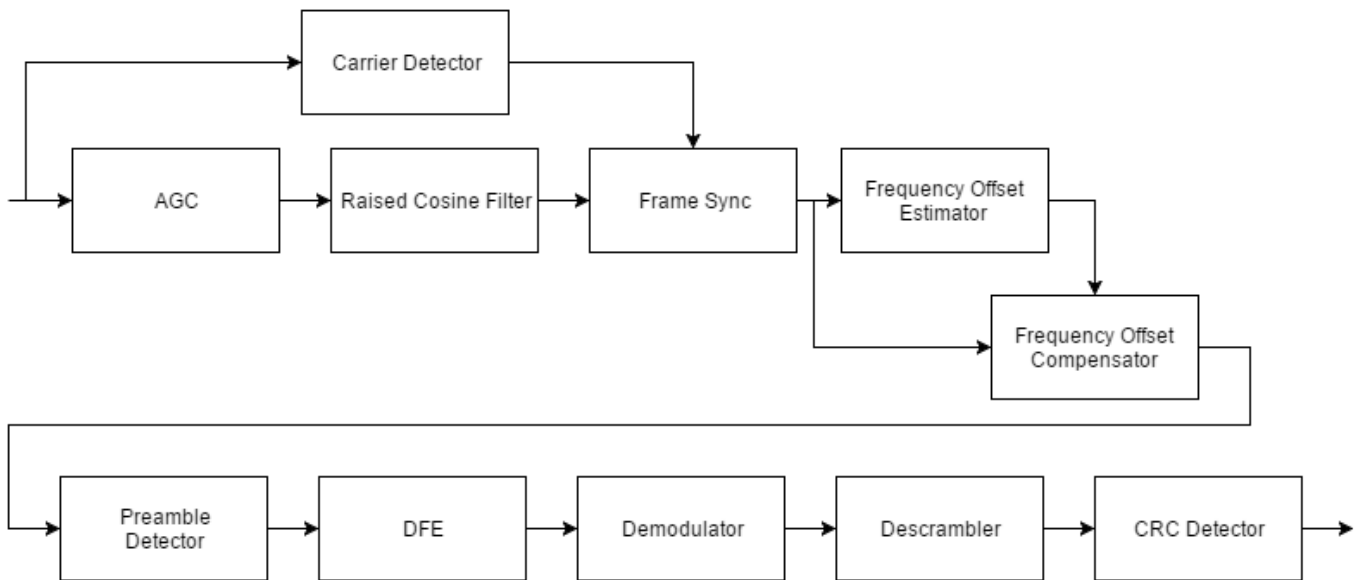 Carrier Detector
AGC
Raised Cosine Filter
Frame Sync
Frequency Offset
Estimator
Frequency Offset
Compensator
Preamble
Detector
DFE
Demodulator
Descrambler
CRC Detector